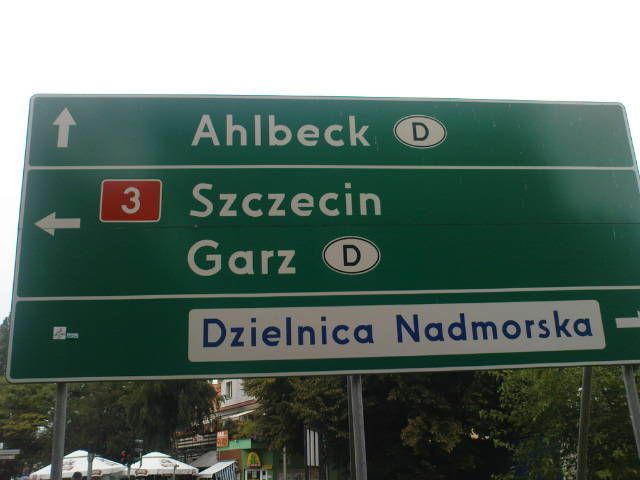 Ahlbeck D
3 Szczecin
Garz D
Dzielnica Nadmorska